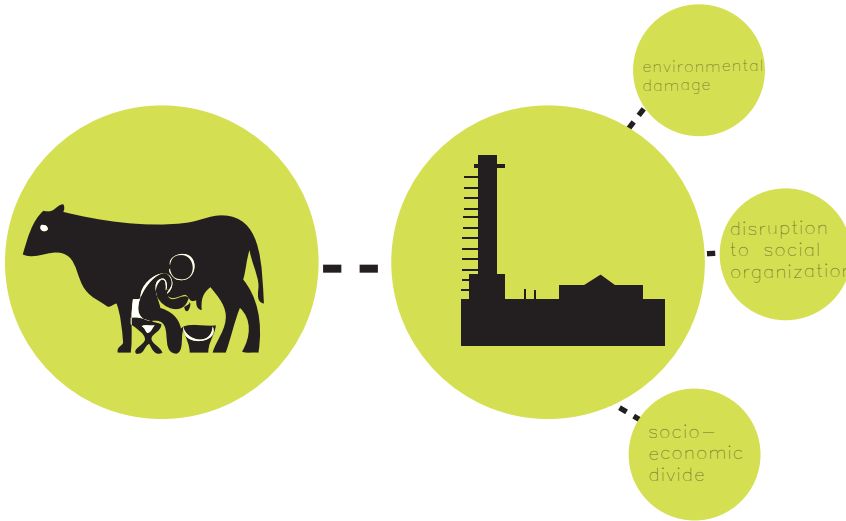 environmental
damage
disruption
to social
organization
socio-
economic
divide